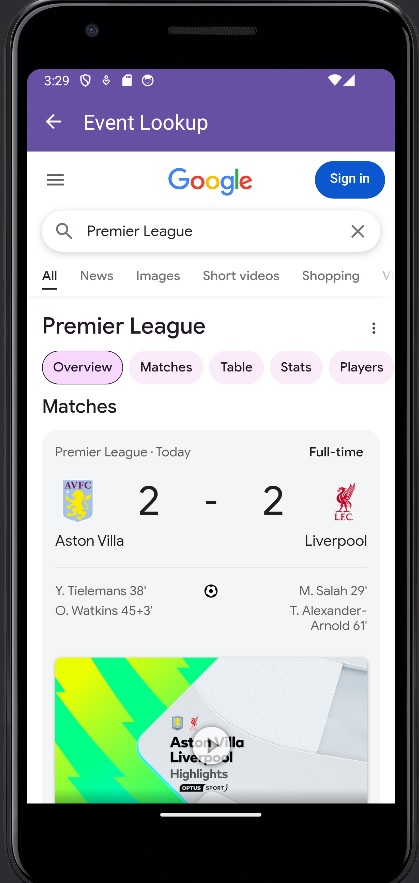 3:29
Event Lookup
Google
Sign in
Premier League
All News Images Short videos Shopping
Premier League
Overview Matches Table Stats Players
Matches
Premier League · Today Full-time
AVFC
2 - 2
L.F.C.
Aston Villa Liverpool
Y. Tielemans 38' M. Salah 29'
O. Watkins 45+3' T. Alexander-
Arnold 61'
Aston Villa
Liverpool
Highlights
OPTUS SPORT